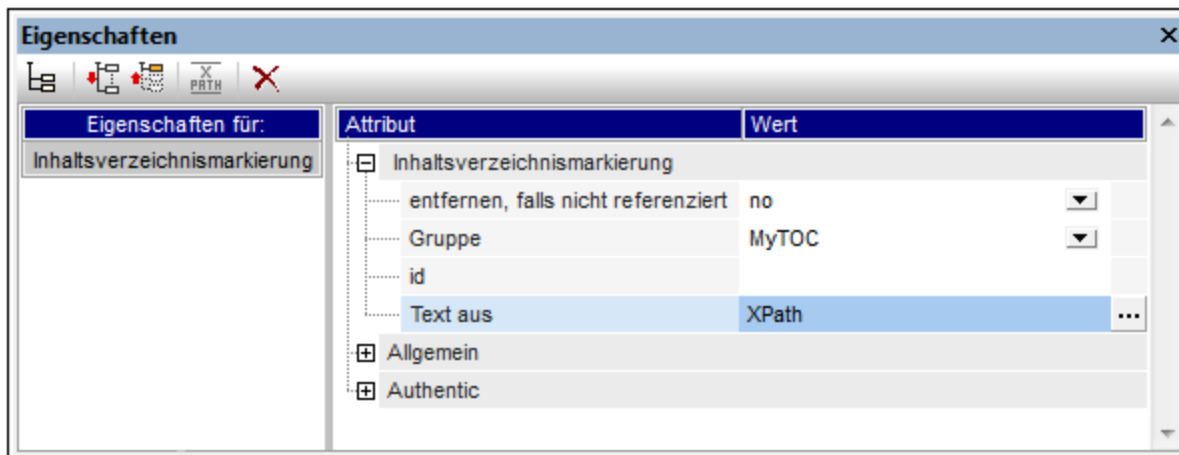 Eigenschaften
X PATH
Eigenschaften für:
Attribut Wert
Inhaltsverzeichnismarkierung
Inhaltsverzeichnismarkierung
entfernen, falls nicht referenziert no
Gruppe MyTOC
id
Text aus XPath ...
Allgemein
Authentic